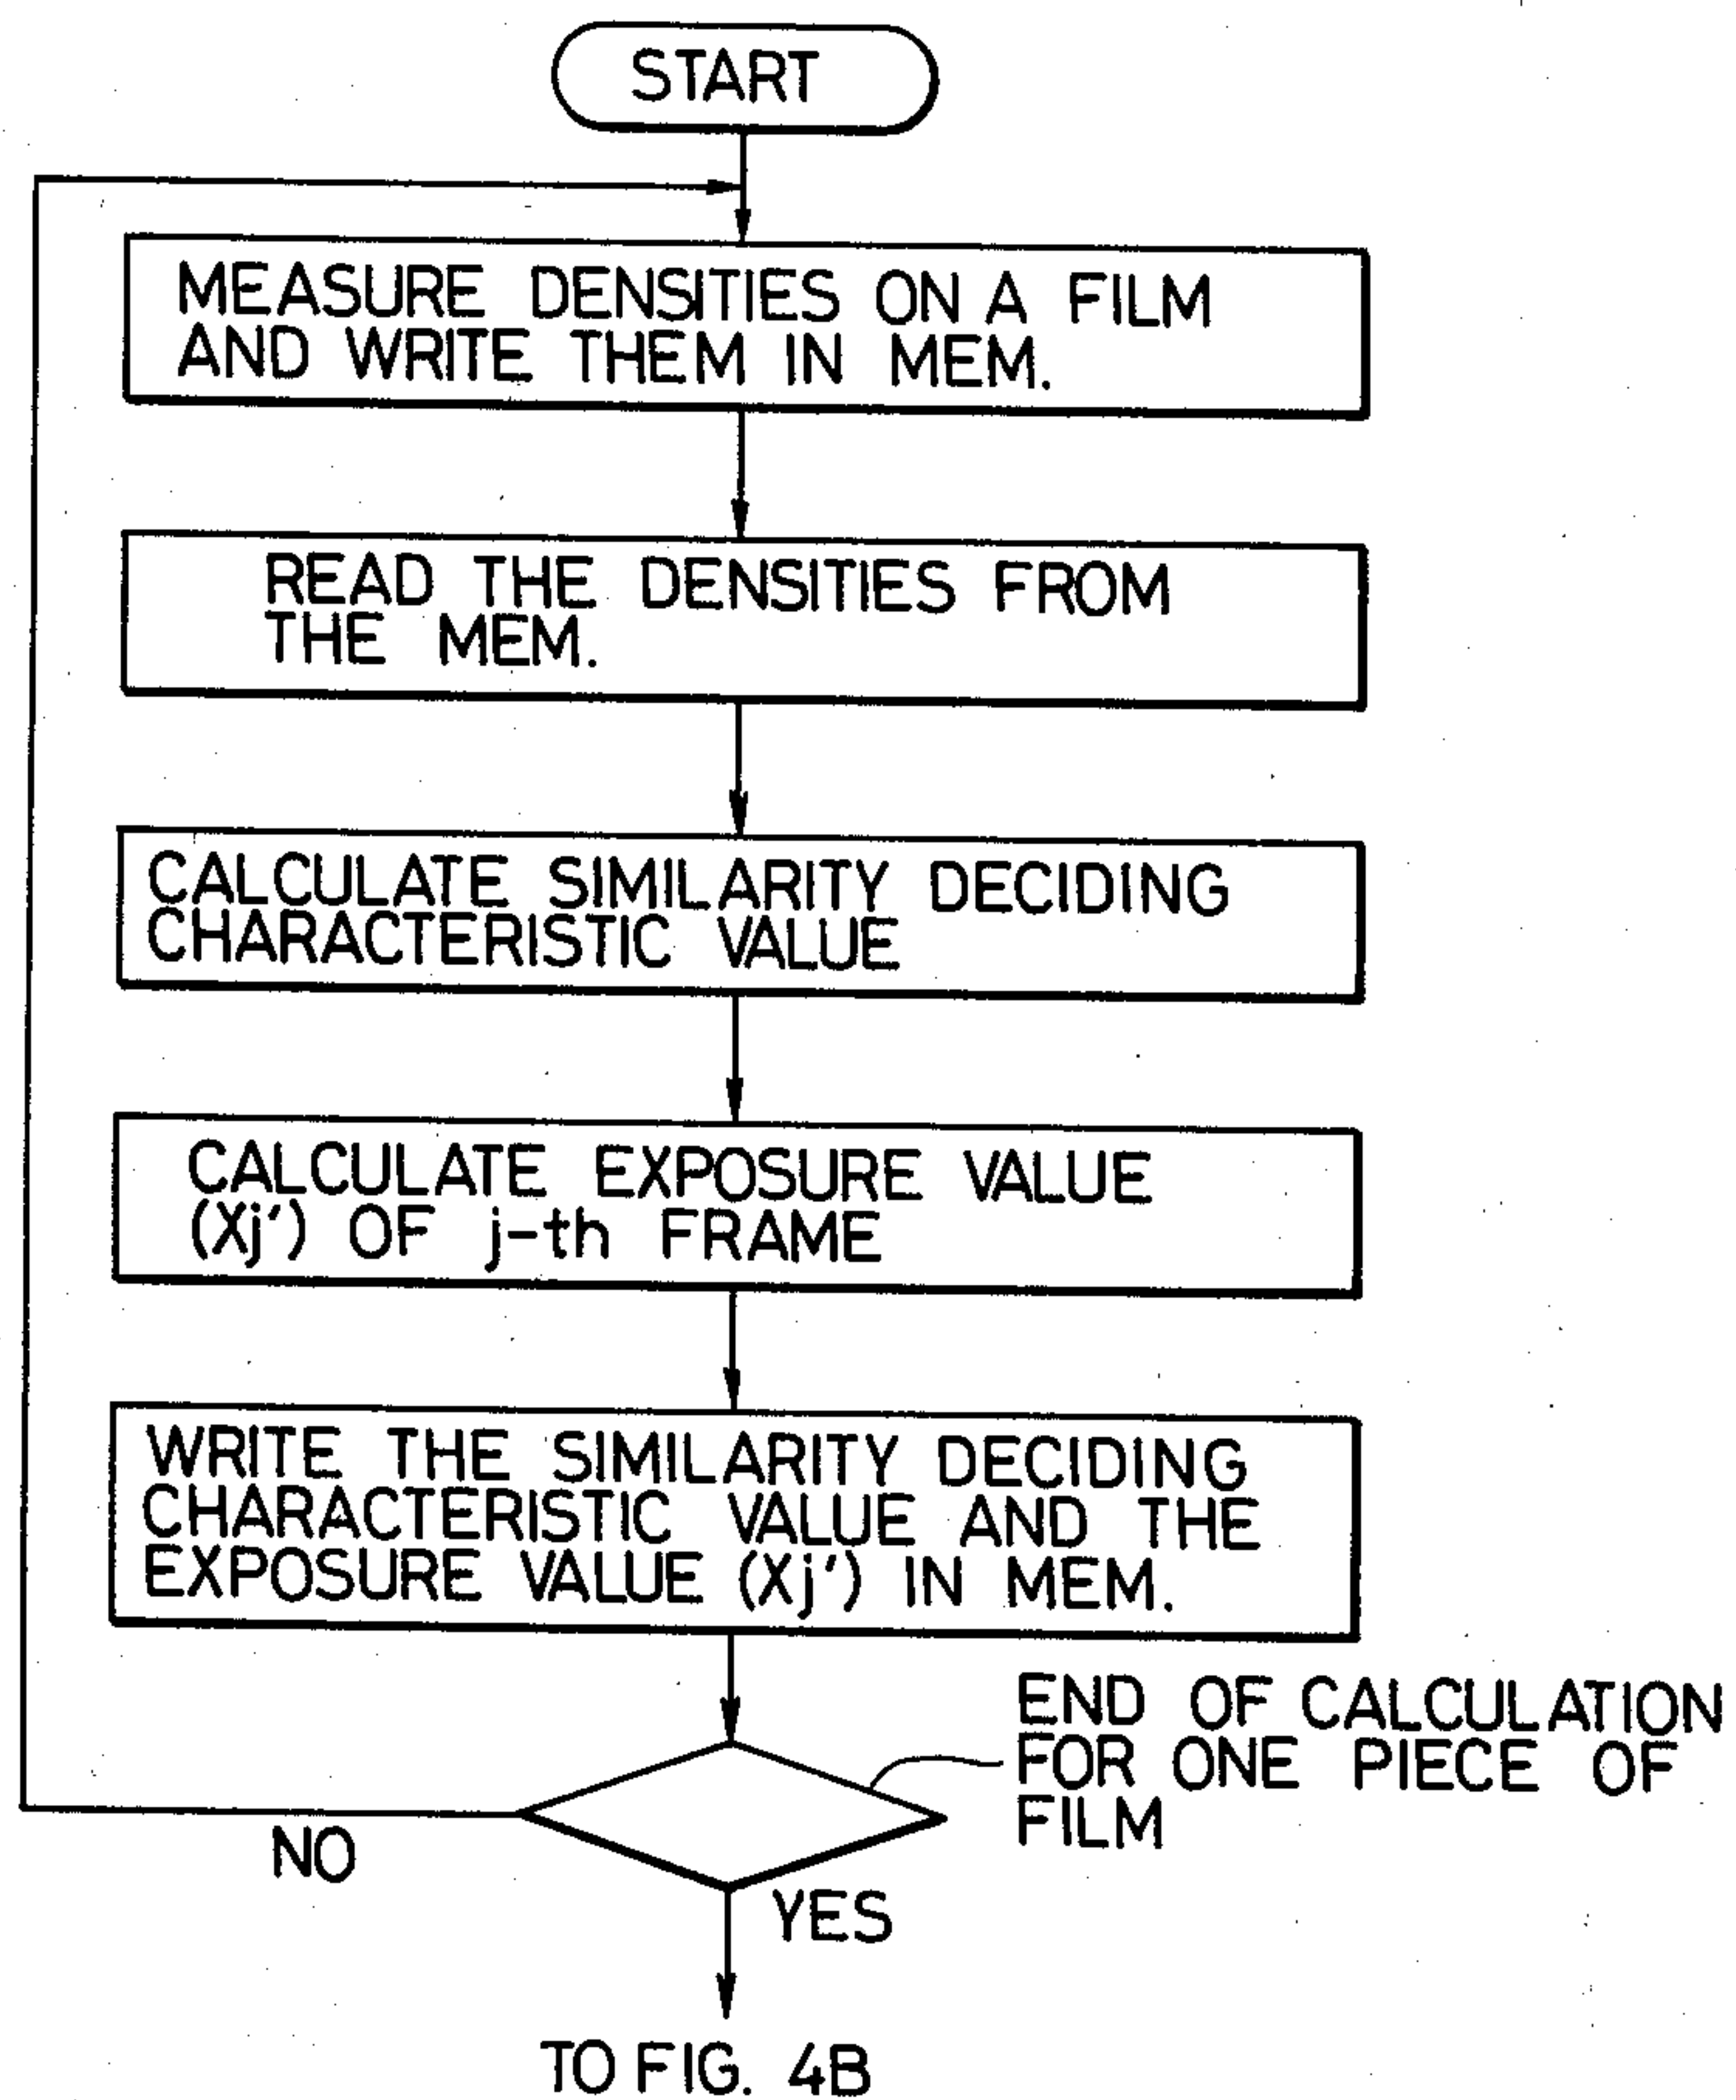 START
MEASURE DENSITIES ON A FILM
AND WRITE THEM IN MEM.
READ THE DENSITIES FROM
THE MEM.
CALCULATE SIMILARITY DECIDING
CHARACTERISTIC VALUE
CALCULATE EXPOSURE VALUE
(Xj') OF j-th FRAME
WRITE THE SIMILARITY DECIDING
CHARACTERISTIC VALUE AND THE
EXPOSURE VALUE (Xj') IN MEM.
END OF CALCULATION
FOR ONE PIECE OF
FILM
NO
YES
TO FIG. 4B